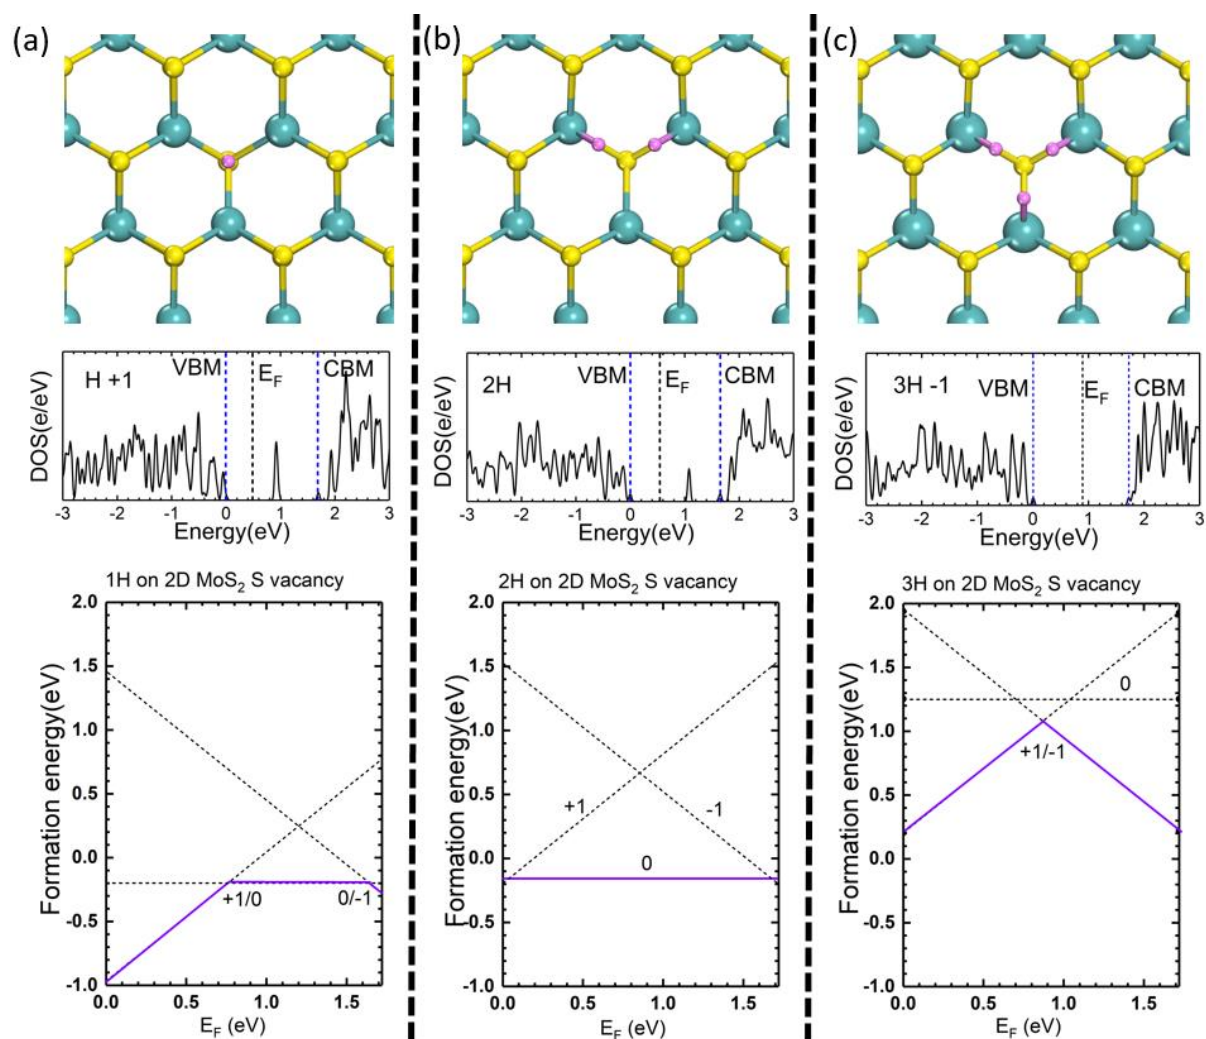 (a)
(b)
(c)
H +1
VBM
E_F
CBM
DOS(e/eV)
-3 -2 -1 0 1 2 3
Energy(eV)
2H
VBM
E_F
CBM
DOS(e/eV)
-3 -2 -1 0 1 2 3
Energy(eV)
3H -1
VBM
E_F
CBM
DOS(e/eV)
-3 -2 -1 0 1 2 3
Energy(eV)
1H on 2D MoS₂ S vacancy
Formation energy(eV)
2.0
1.5
1.0
0.5
0.0
-0.5
-1.0
+1/0
0/-1
0.0 0.5 1.0 1.5
E_F (eV)
2H on 2D MoS₂ S vacancy
Formation energy(eV)
2.0
1.5
1.0
0.5
0.0
-0.5
-1.0
+1
-1
0
0.0 0.5 1.0 1.5
E_F (eV)
3H on 2D MoS₂ S vacancy
Formation energy(eV)
2.0
1.5
1.0
0.5
0.0
-0.5
-1.0
0
+1/-1
0.0 0.5 1.0 1.5
E_F (eV)